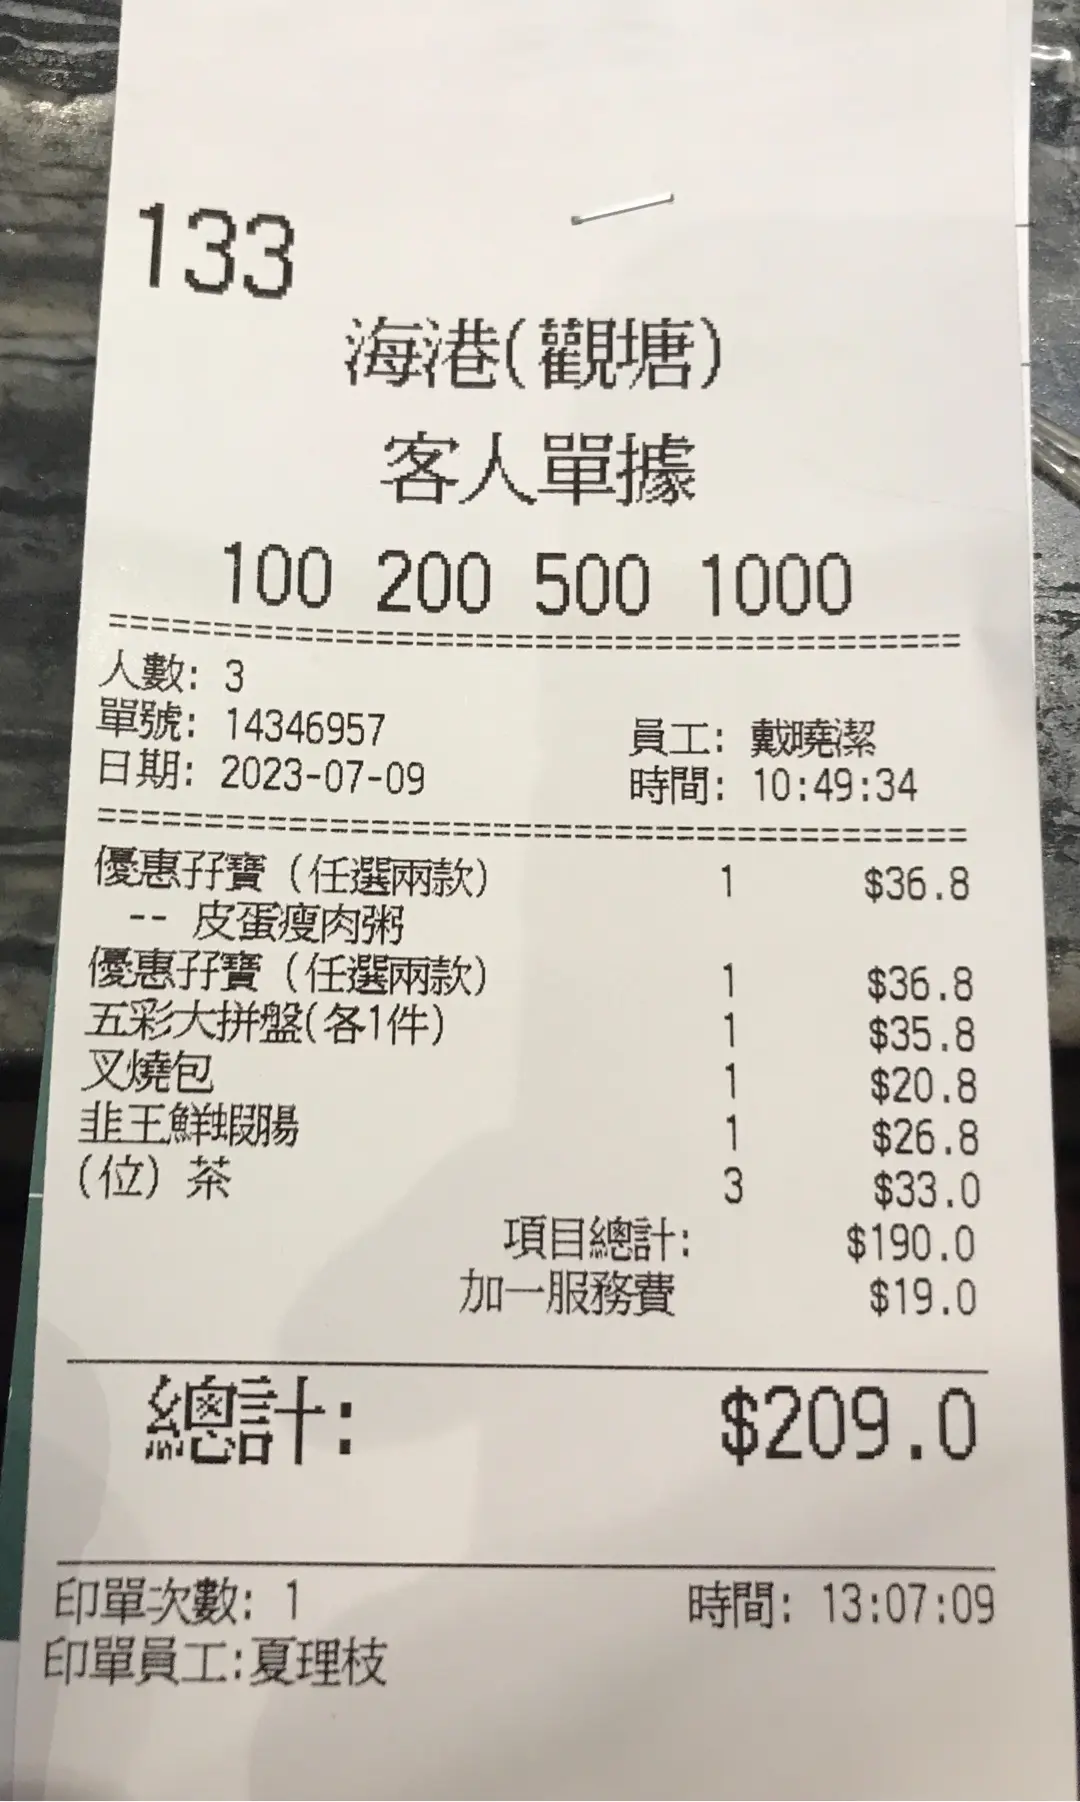 133
海港(觀塘)
客人單據
100 200 500 1000
========================================
人數: 3
單號: 14346957 員工: 戴曉潔
日期: 2023-07-09 時間: 10:49:34
========================================
優惠孖寶（任選兩款） 1 $36.8
-- 皮蛋瘦肉粥
優惠孖寶（任選兩款） 1 $36.8
五彩大拼盤(各1件) 1 $35.8
叉燒包 1 $20.8
韭王鮮蝦腸 1 $26.8
(位) 茶 3 $33.0
項目總計: $190.0
加一服務費 $19.0
總計: $209.0
印單次數: 1 時間: 13:07:09
印單員工:夏理枝